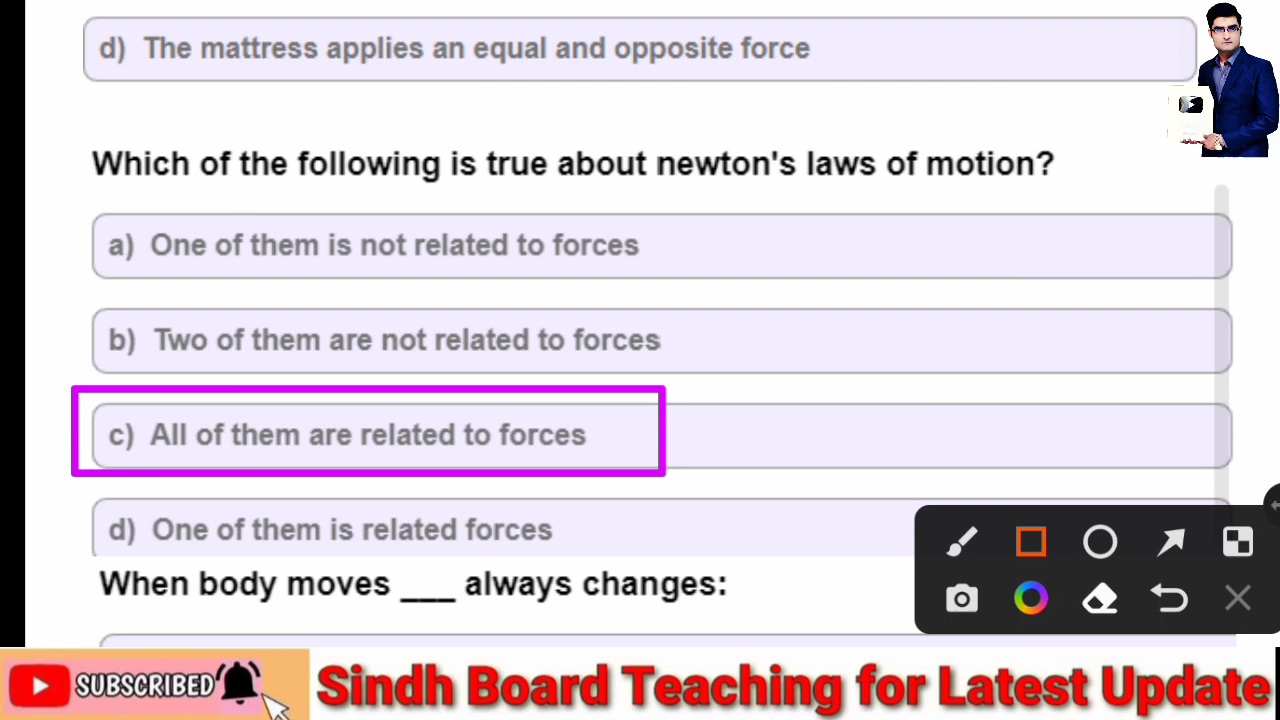 d) The mattress applies an equal and opposite force
Which of the following is true about newton's laws of motion?
a) One of them is not related to forces
b) Two of them are not related to forces
c) All of them are related to forces
d) One of them is related forces
When body moves ___ always changes:
SUBSCRIBED Sindh Board Teaching for Latest Update